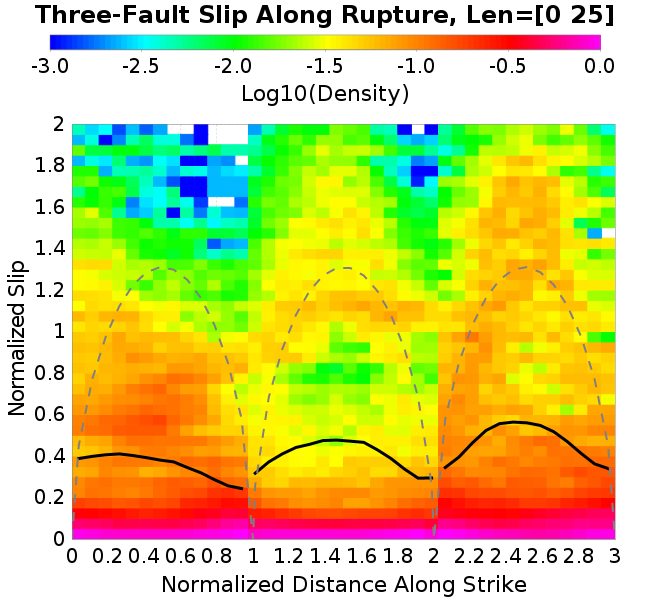 Three-Fault Slip Along Rupture, Len=[0 25]
-3.0 -2.5 -2.0 -1.5 -1.0 -0.5 0.0
Log10(Density)
2
1.8
1.6
1.4
1.2
1
0.8
0.6
0.4
0.2
0
Normalized Slip
0 0.2 0.4 0.6 0.8 1 1.2 1.4 1.6 1.8 2 2.2 2.4 2.6 2.8 3
Normalized Distance Along Strike